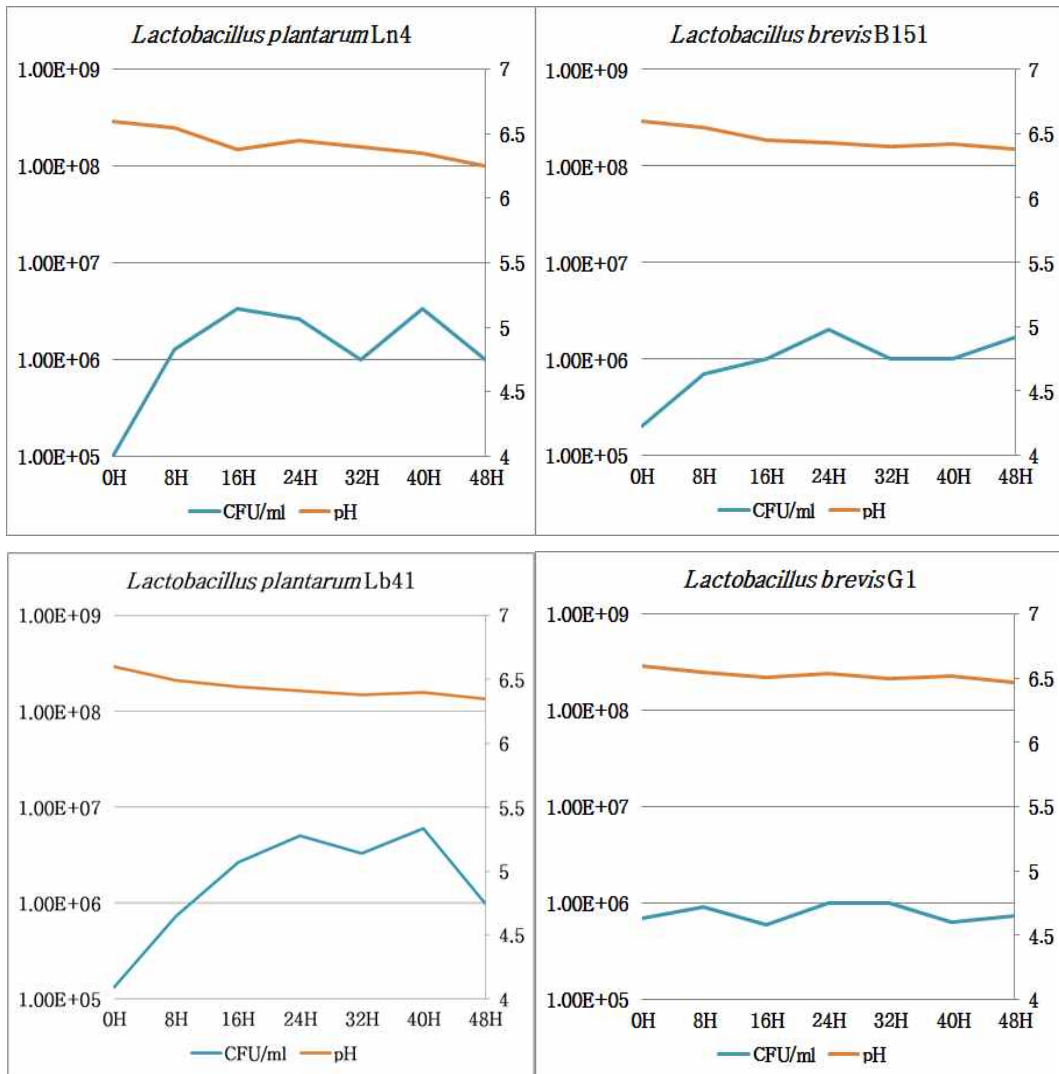 Lactobacillus plantarum Ln4
1.00E+09
1.00E+08
1.00E+07
1.00E+06
1.00E+05
7
6.5
6
5.5
5
4.5
4
0H 8H 16H 24H 32H 40H 48H
CFU/ml pH
Lactobacillus brevis B151
1.00E+09
1.00E+08
1.00E+07
1.00E+06
1.00E+05
7
6.5
6
5.5
5
4.5
4
0H 8H 16H 24H 32H 40H 48H
CFU/ml pH
Lactobacillus plantarum Lb41
1.00E+09
1.00E+08
1.00E+07
1.00E+06
1.00E+05
7
6.5
6
5.5
5
4.5
4
0H 8H 16H 24H 32H 40H 48H
CFU/ml pH
Lactobacillus brevis G1
1.00E+09
1.00E+08
1.00E+07
1.00E+06
1.00E+05
7
6.5
6
5.5
5
4.5
4
0H 8H 16H 24H 32H 40H 48H
CFU/ml pH